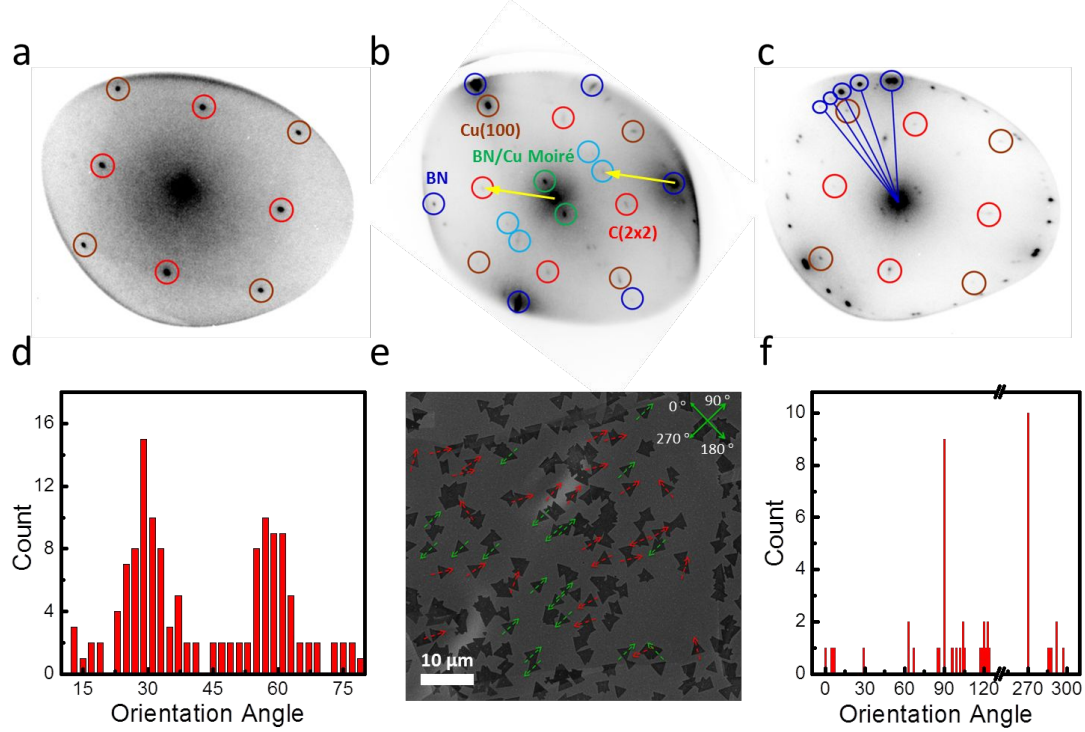 a
b
c
Cu(100)
BN/Cu Moiré
BN
C(2x2)
d
e
f
16
12
8
4
0
Count
15 30 45 60 75
Orientation Angle
0° 90°
270° 180°
10 µm
10
8
6
4
2
0
Count
0 30 60 90 120 270 300
Orientation Angle